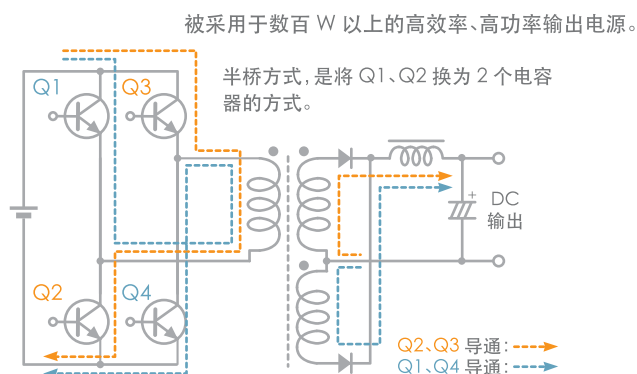 被采用于数百 W 以上的高效率、高功率输出电源。
半桥方式,是将 Q1、Q2 换为 2 个电容
器的方式。
Q1
Q3
+
DC
输出
Q2
Q4
Q2、Q3 导通:
Q1、Q4 导通: